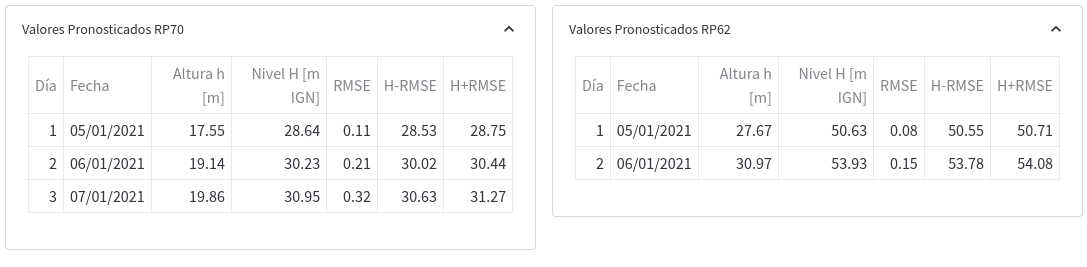 Valores Pronosticados RP70
Día Fecha Altura h [m] Nivel H [m IGN] RMSE H-RMSE H+RMSE
1 05/01/2021 17.55 28.64 0.11 28.53 28.75
2 06/01/2021 19.14 30.23 0.21 30.02 30.44
3 07/01/2021 19.86 30.95 0.32 30.63 31.27
Valores Pronosticados RP62
Día Fecha Altura h [m] Nivel H [m IGN] RMSE H-RMSE H+RMSE
1 05/01/2021 27.67 50.63 0.08 50.55 50.71
2 06/01/2021 30.97 53.93 0.15 53.78 54.08